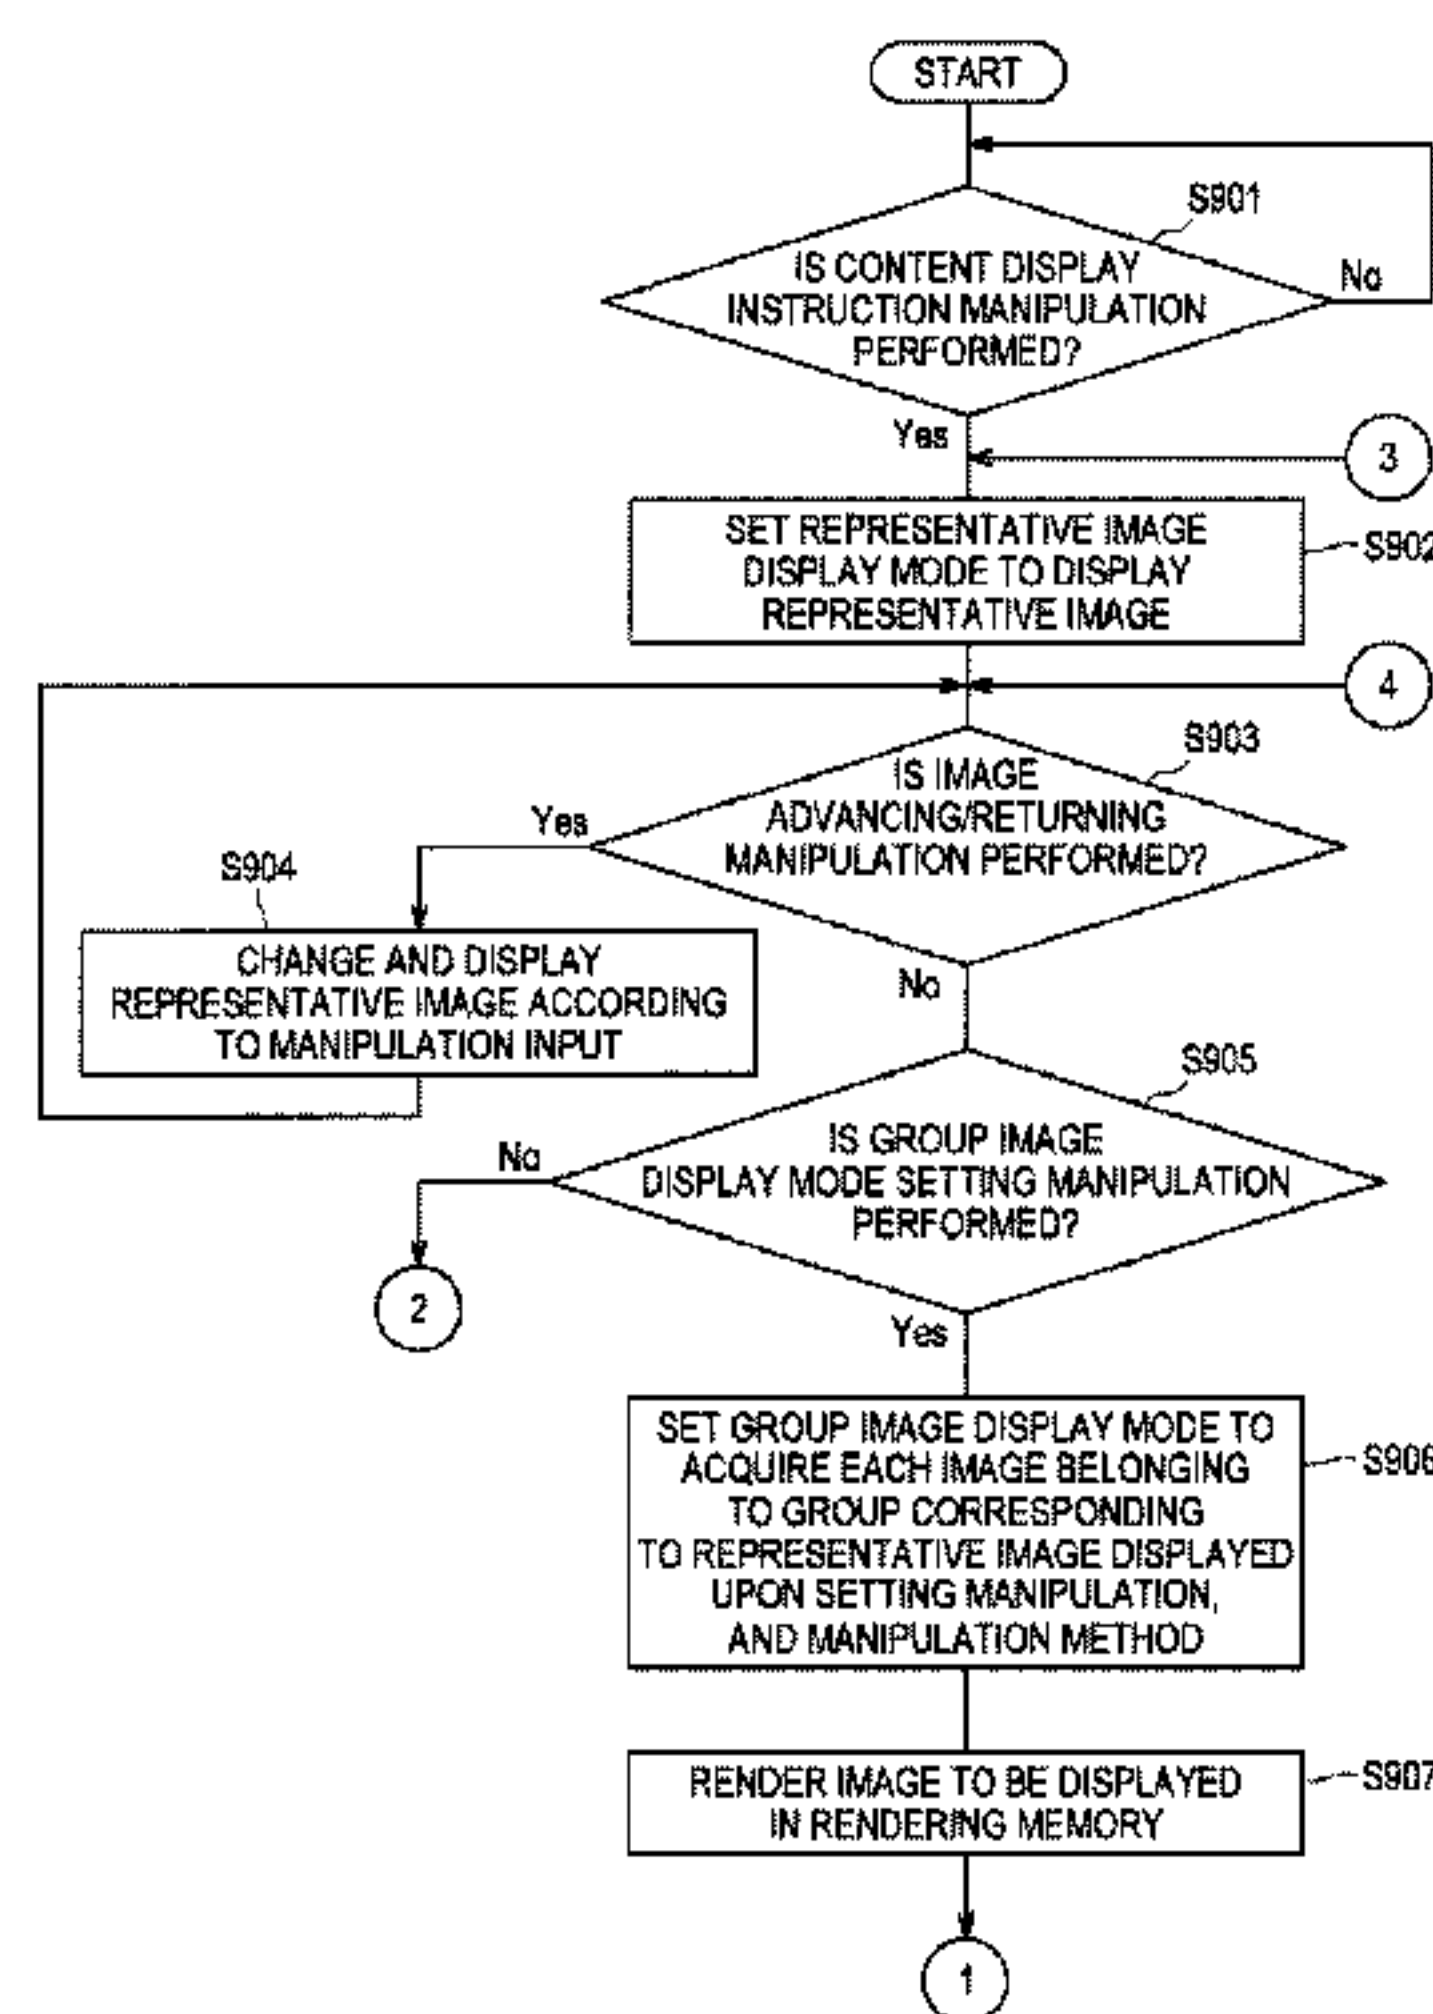 START
S901
IS CONTENT DISPLAY
INSTRUCTION MANIPULATION
PERFORMED?
No
Yes
3
SET REPRESENTATIVE IMAGE
DISPLAY MODE TO DISPLAY
REPRESENTATIVE IMAGE
S902
4
S903
IS IMAGE
ADVANCING/RETURNING
MANIPULATION PERFORMED?
Yes
S904
CHANGE AND DISPLAY
REPRESENTATIVE IMAGE ACCORDING
TO MANIPULATION INPUT
No
S905
IS GROUP IMAGE
DISPLAY MODE SETTING MANIPULATION
PERFORMED?
No
2
Yes
SET GROUP IMAGE DISPLAY MODE TO
ACQUIRE EACH IMAGE BELONGING
TO GROUP CORRESPONDING
TO REPRESENTATIVE IMAGE DISPLAYED
UPON SETTING MANIPULATION,
AND MANIPULATION METHOD
S906
RENDER IMAGE TO BE DISPLAYED
IN RENDERING MEMORY
S907
1